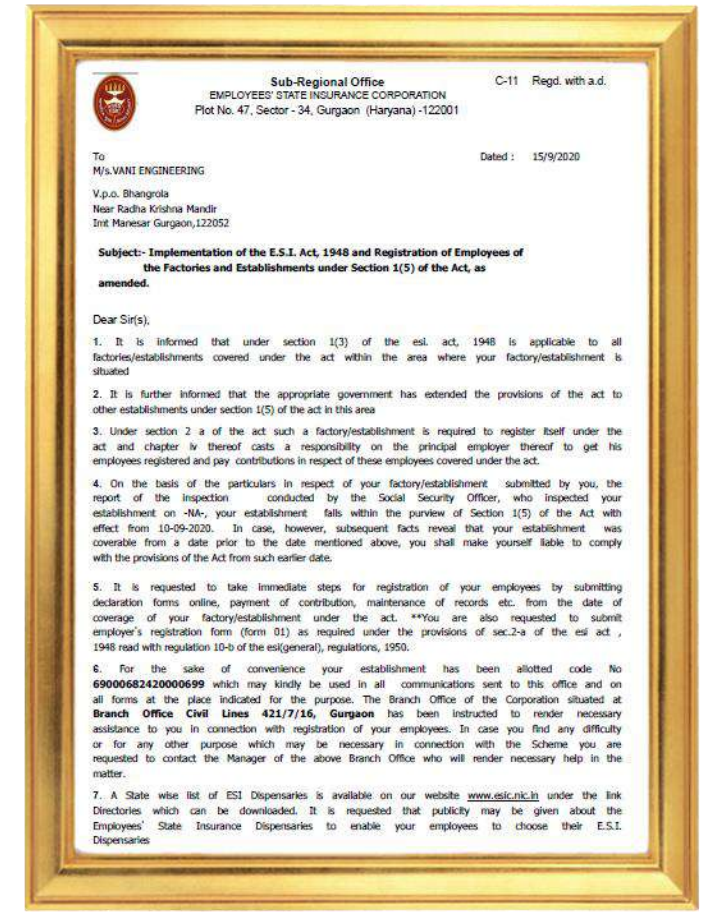 Sub-Regional Office
C-11 Regd. with a.d.
EMPLOYEES' STATE INSURANCE CORPORATION
Plot No. 47, Sector - 34, Gurgaon (Haryana) -122001
To
Dated : 15/9/2020
M/s.VANI ENGINEERING
V.p.o. Bhangrola
Near Radha Krishna Mandir
Imt Manesar Gurgaon,122052
Subject:- Implementation of the E.S.I. Act, 1948 and Registration of Employees of
the Factories and Establishments under Section 1(5) of the Act, as
amended.
Dear Sir(s),
1. It is informed that under section 1(3) of the esi. act, 1948 is applicable to all
factories/establishments covered under the act within the area where your factory/establishment is
situated
2. It is further informed that the appropriate government has extended the provisions of the act to
other establishments under section 1(5) of the act in this area
3. Under section 2 a of the act such a factory/establishment is required to register itself under the
act and chapter iv thereof casts a responsibility on the principal employer thereof to get his
employees registered and pay contributions in respect of these employees covered under the act.
4. On the basis of the particulars in respect of your factory/establishment submitted by you, the
report of the inspection conducted by the Social Security Officer, who inspected your
establishment on -NA-, your establishment falls within the purview of Section 1(5) of the Act with
effect from 10-09-2020. In case, however, subsequent facts reveal that your establishment was
coverable from a date prior to the date mentioned above, you shall make yourself liable to comply
with the provisions of the Act from such earlier date.
5. It is requested to take immediate steps for registration of your employees by submitting
declaration forms online, payment of contribution, maintenance of records etc. from the date of
coverage of your factory/establishment under the act. **You are also requested to submit
employer's registration form (form 01) as required under the provisions of sec.2-a of the esi act ,
1948 read with regulation 10-b of the esi(general), regulations, 1950.
6. For the sake of convenience your establishment has been allotted code No
69000682420000699 which may kindly be used in all communications sent to this office and on
all forms at the place indicated for the purpose. The Branch Office of the Corporation situated at
Branch Office Civil Lines 421/7/16, Gurgaon has been instructed to render necessary
assistance to you in connection with registration of your employees. In case you find any difficulty
or for any other purpose which may be necessary in connection with the Scheme you are
requested to contact the Manager of the above Branch Office who will render necessary help in the
matter.
7. A State wise list of ESI Dispensaries is available on our website www.esic.nic.in under the link
Directories which can be downloaded. It is requested that publicity may be given about the
Employees' State Insurance Dispensaries to enable your employees to choose their E.S.I.
Dispensaries